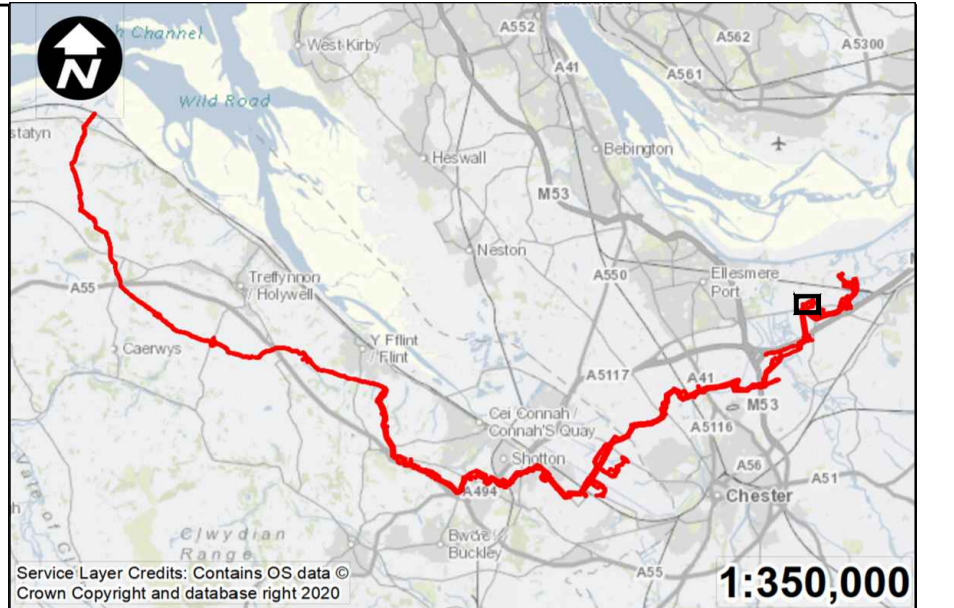 N
h Channel
West Kirby
A552
A562
A5300
A41
A561
Wild Road
statyn
Heswall
Bebington
M53
Neston
A550
Ellesmere
Port
Treffynnon
/ Holywell
A55
Caerwys
Y Fflint
/ Flint
A5117
A41
M53
Cei Connah /
Connah'S Quay
A5116
Shotton
A56
A51
A494
Chester
Clwydian
Range
Buckley
A55
Service Layer Credits: Contains OS data ©
Crown Copyright and database right 2020
1:350,000